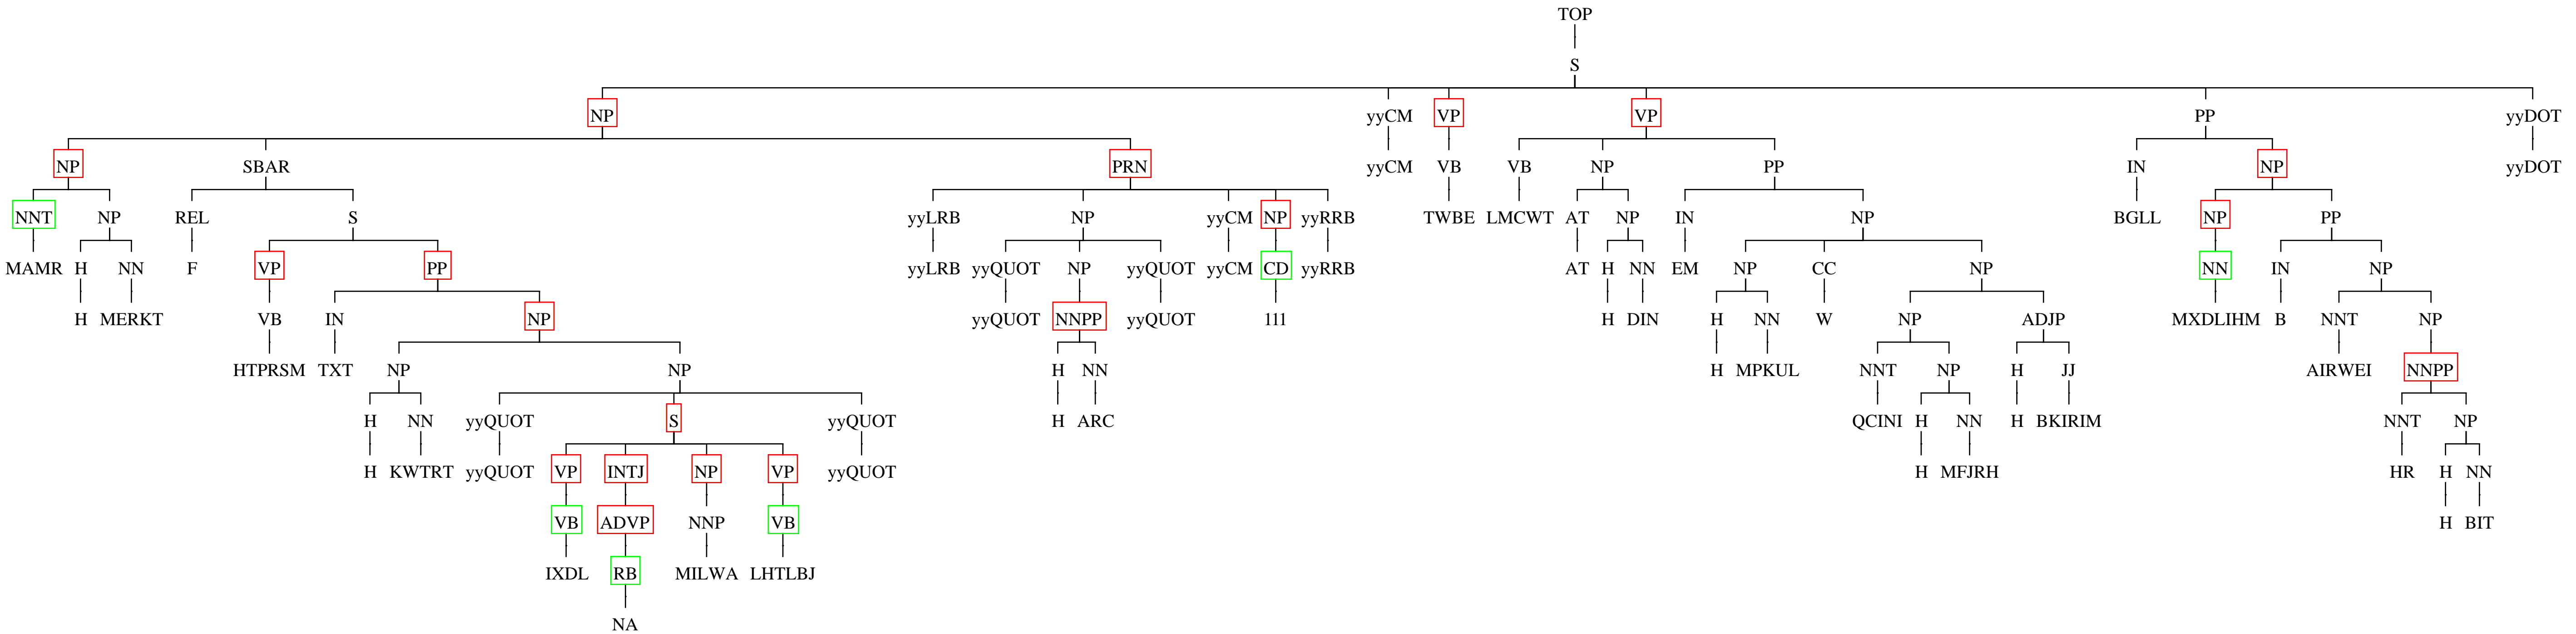 TOP
S
NP yyCM VP VP PP yyDOT
NP SBAR PRN yyCM VB VB NP PP IN NP yyDOT
NNT NP REL S yyLRB NP yyCM NP yyRRB TWBE LMCWT AT NP IN NP BGLL NP PP
MAMR H NN F VP PP yyLRB yyQUOT NP yyQUOT yyCM CD yyRRB AT H NN EM NP CC NP NN IN NP
H MERKT VB IN NP yyQUOT NNPP yyQUOT 111 H DIN H NN W NP ADJP MXDLIHM B NNT NP
HTPRSM TXT NP NP H NN H MPKUL NNT NP H JJ AIRWEI NNPP
H NN yyQUOT S yyQUOT H ARC QCINI H NN H BKIRIM NNT NP
H KWTRT yyQUOT VP INTJ NP VP yyQUOT H MFJRH HR H NN
VB ADVP NNP VB H BIT
IXDL RB MILWA LHTLBJ
NA